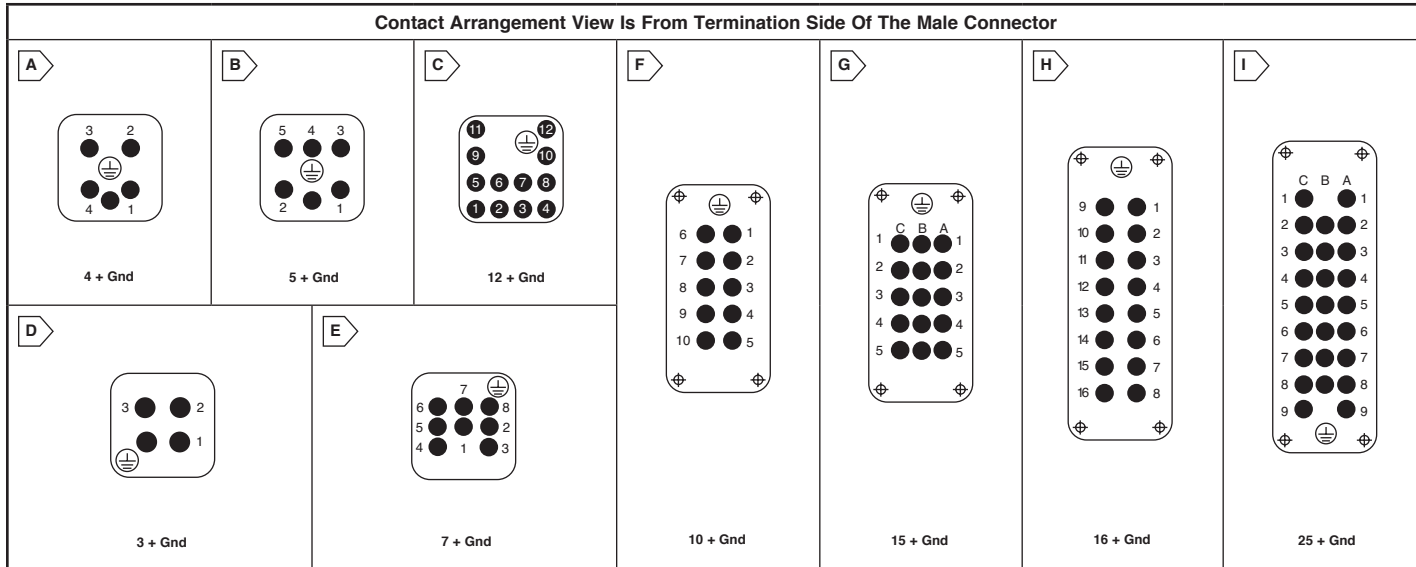 Contact Arrangement View Is From Termination Side Of The Male Connector
A
3 2
4 1
4 + Gnd
B
5 4 3
2 1
5 + Gnd
C
11 12
9 10
5 6 7 8
1 2 3 4
12 + Gnd
D
3 2
1
3 + Gnd
E
7
6 8
5 2
4 1 3
7 + Gnd
F
6 1
7 2
8 3
9 4
10 5
10 + Gnd
G
C B A
1 1
2 2
3 3
4 4
5 5
15 + Gnd
H
9 1
10 2
11 3
12 4
13 5
14 6
15 7
16 8
16 + Gnd
I
C B A
1 1
2 2
3 3
4 4
5 5
6 6
7 7
8 8
9 9
25 + Gnd